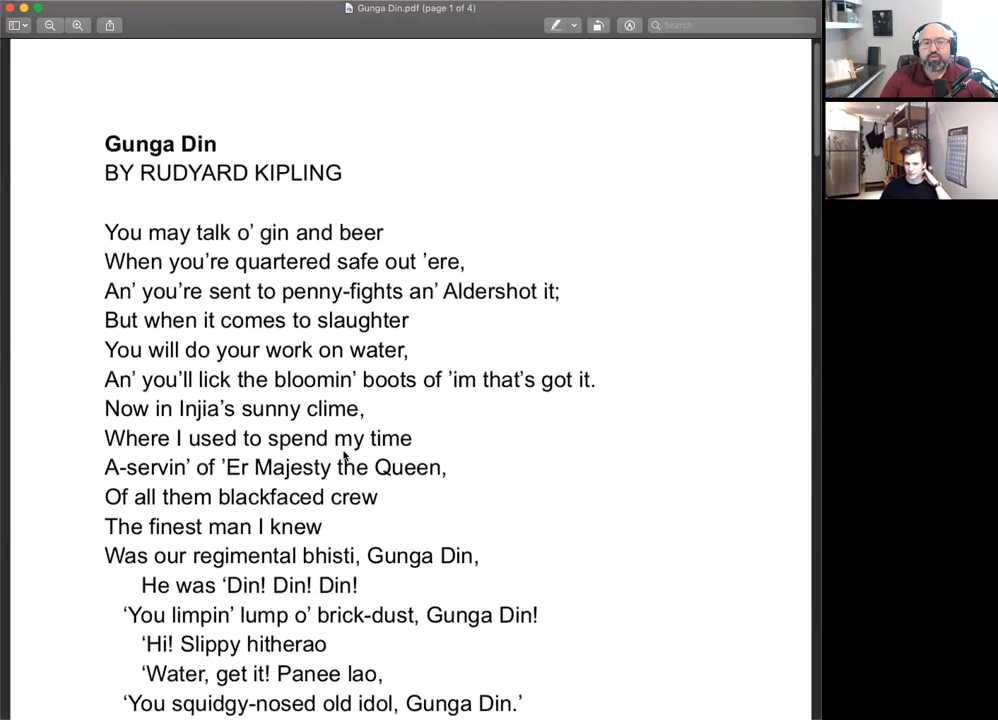 Gunga Din.pdf (page 1 of 4)
Search
Gunga Din
BY RUDYARD KIPLING
You may talk o’ gin and beer
When you’re quartered safe out ’ere,
An’ you’re sent to penny-fights an’ Aldershot it;
But when it comes to slaughter
You will do your work on water,
An’ you’ll lick the bloomin’ boots of ’im that’s got it.
Now in Injia’s sunny clime,
Where I used to spend my time
A-servin’ of ’Er Majesty the Queen,
Of all them blackfaced crew
The finest man I knew
Was our regimental bhisti, Gunga Din,
He was ‘Din! Din! Din!
‘You limpin’ lump o’ brick-dust, Gunga Din!
‘Hi! Slippy hitherao
‘Water, get it! Panee lao,
‘You squidgy-nosed old idol, Gunga Din.’